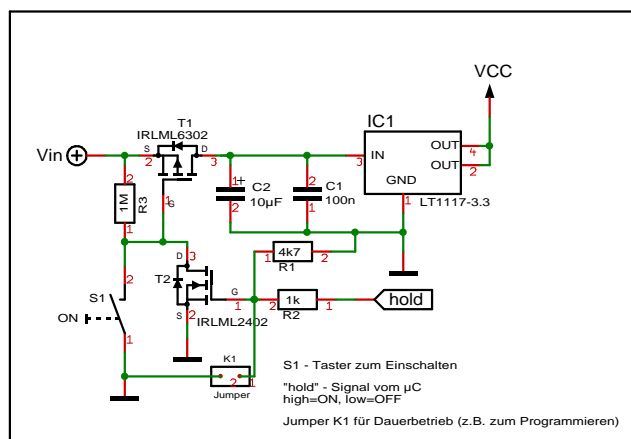 VCC
T1
IRLML6302
IC1
Vin
S
D
2
3
3
IN
OUT
4
OUT
2
GND
1
LT1117-3.3
2
1M
R3
1
1
G
1
+
C2
10µF
2
2
C1
100n
1
3
D
T2
G
1
S
2
IRLML2402
1
4k7
2
R1
2
1k
1
R2
hold
2
S1
ON
1
K1
2
1
Jumper
S1 - Taster zum Einschalten
"hold" - Signal vom µC
high=ON, low=OFF
Jumper K1 für Dauerbetrieb (z.B. zum Programmieren)